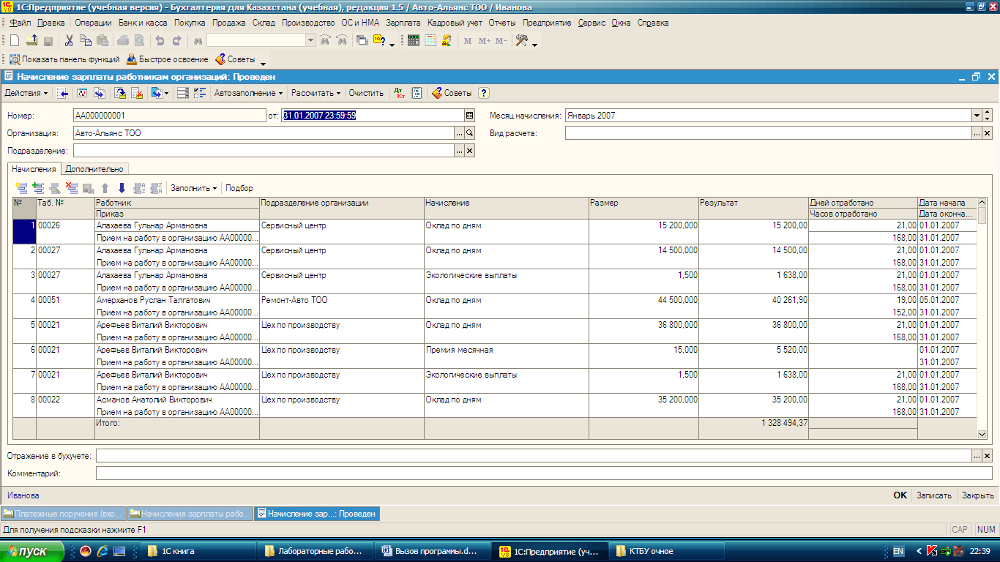 1С:Предприятие (учебная версия) - Бухгалтерия для Казахстана (учебная), редакция 1.5 / Авто-Альянс ТОО / Иванова
Файл Правка Операции Банк и касса Покупка Продажа Склад Производство ОС и НМА Зарплата Кадровый учет Отчеты Предприятие Сервис Окна Справка
M M+ M-
Показать панель функций Быстрое освоение Советы
Начисление зарплаты работникам организаций: Проведен
Действия Автозаполнение Рассчитать Очистить Дт Кт Советы ?
Номер: АА000000001 от: 31.01.2007 23:59:59 Месяц начисления: Январь 2007
Организация: Авто-Альянс ТОО ... Вид расчета: ...
Подразделение: ...
Начисления Дополнительно
Заполнить Подбор
№ Таб. № Работник Подразделение организации Начисление Размер Результат Дней отработано Дата начала
Приказ Часов отработано Дата оконча...
1 00026 Алахаева Гульнар Армановна Сервисный центр Оклад по дням 15 200,000 15 200,00 21,00 01.01.2007
Прием на работу в организацию АА00000... 168,00 31.01.2007
2 00027 Алахаева Гульнар Армановна Сервисный центр Оклад по дням 14 500,000 14 500,00 21,00 01.01.2007
Прием на работу в организацию АА00000... 168,00 31.01.2007
3 00027 Алахаева Гульнар Армановна Сервисный центр Экологические выплаты 1,500 1 638,00 21,00 01.01.2007
Прием на работу в организацию АА00000... 168,00 31.01.2007
4 00051 Амерханов Руслан Талгатович Ремонт-Авто ТОО Оклад по дням 44 500,000 40 261,90 19,00 05.01.2007
Прием на работу в организацию АА00000... 152,00 31.01.2007
5 00021 Арефьев Виталий Викторович Цех по производству Оклад по дням 36 800,000 36 800,00 21,00 01.01.2007
Прием на работу в организацию АА00000... 168,00 31.01.2007
6 00021 Арефьев Виталий Викторович Цех по производству Премия месячная 15,000 5 520,00 01.01.2007
Прием на работу в организацию АА00000... 31.01.2007
7 00021 Арефьев Виталий Викторович Цех по производству Экологические выплаты 1,500 1 638,00 21,00 01.01.2007
Прием на работу в организацию АА00000... 168,00 31.01.2007
8 00022 Асманов Анатолий Викторович Цех по производству Оклад по дням 35 200,000 35 200,00 21,00 01.01.2007
Прием на работу в организацию АА00000... 168,00 31.01.2007
Итого: 1 328 494,37
Отражение в бухучете: ...
Комментарий:
Иванова OK Записать Закрыть
Платежные поручения (вхо... Начисления зарплаты рабо... Начисление зар...: Проведен
Для получения подсказки нажмите F1 CAP NUM
пуск 1С книга Лабораторные рабо... Вызов программы.d... 1С:Предприятие (уч... КТБУ очное EN 22:39